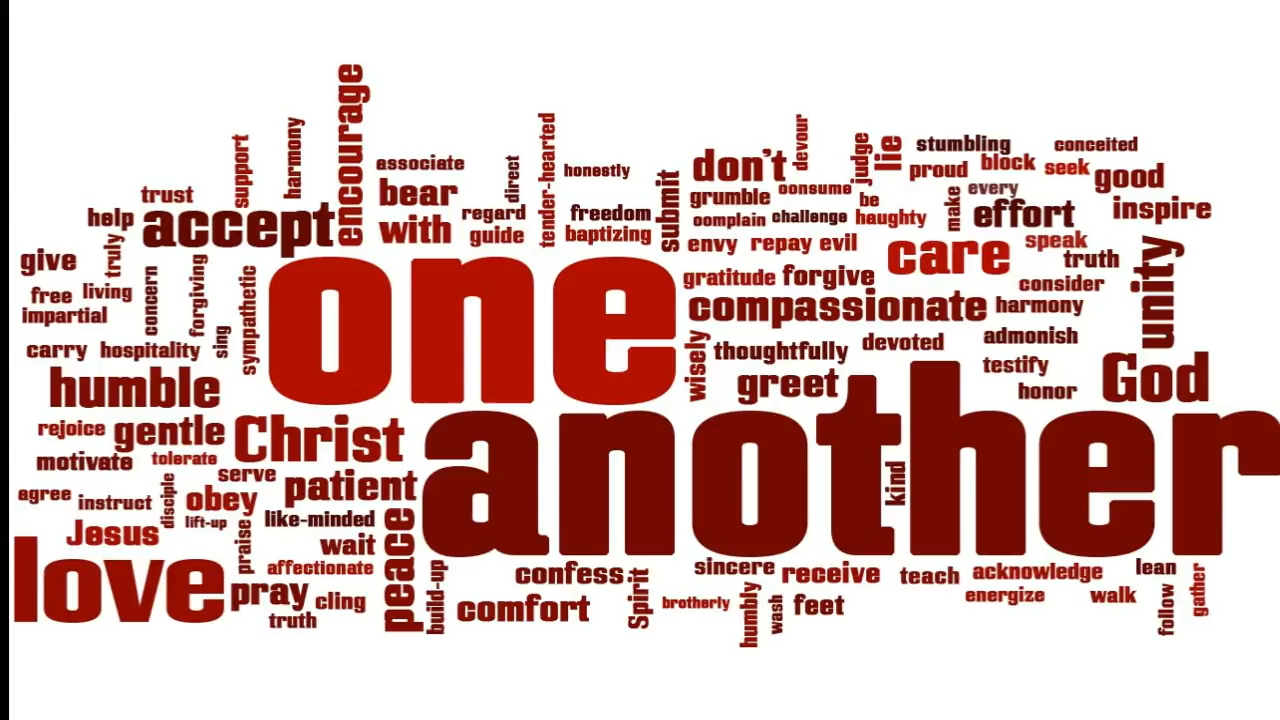 encourage
support
harmony
associate
direct
tender-hearted
honestly
don't
devour
judge
lie
stumbling
block
conceited
proud
seek
good
trust
bear
with
regard
guide
freedom
baptizing
submit
grumble
consume
be
haughty
make
every
effort
inspire
help
accept
complain
challenge
truly
envy
repay evil
care
speak
truth
unity
give
free
living
impartial
concern
forgiving
sing
sympathetic
one
gratitude
forgive
compassionate
consider
harmony
carry
hospitality
wisely
thoughtfully
devoted
admonish
testify
honor
God
humble
greet
another
kind
rejoice
gentle
Christ
motivate
tolerate
serve
patient
agree
instruct
disciple
obey
lift-up
like-minded
Jesus
praise
wait
peace
love
affectionate
pray
cling
truth
build-up
confess
comfort
Spirit
sincere
brotherly
humbly
wash
feet
receive
teach
acknowledge
energize
lean
walk
follow
gather